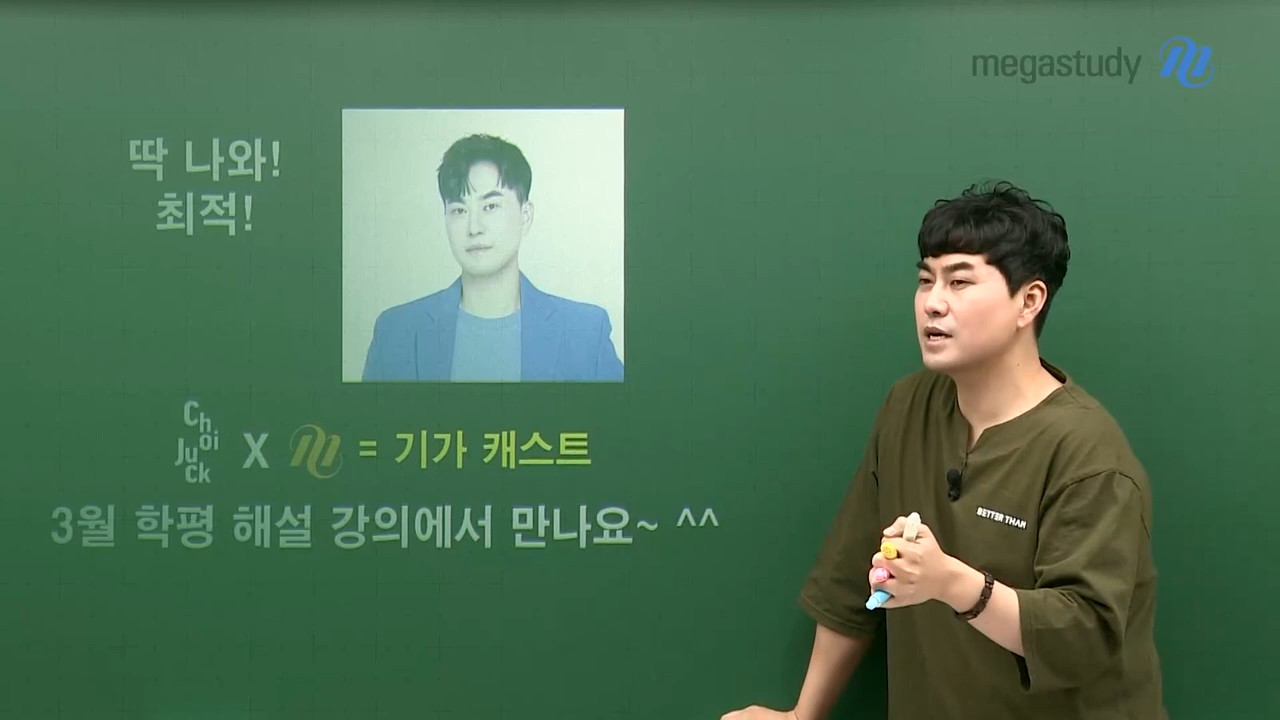 megastudy
딱 나와!
최적!
Choi
Juck
X = 기가 캐스트
3월 학평 해설 강의에서 만나요~ ^^
BETTER THAN